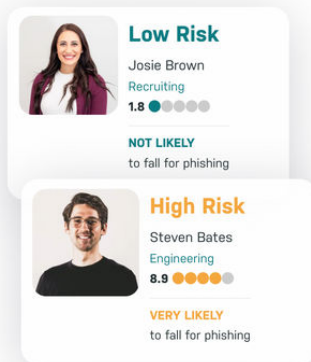 Low Risk
Josie Brown
Recruiting
1.8
NOT LIKELY
to fall for phishing
High Risk
Steven Bates
Engineering
8.9
VERY LIKELY
to fall for phishing